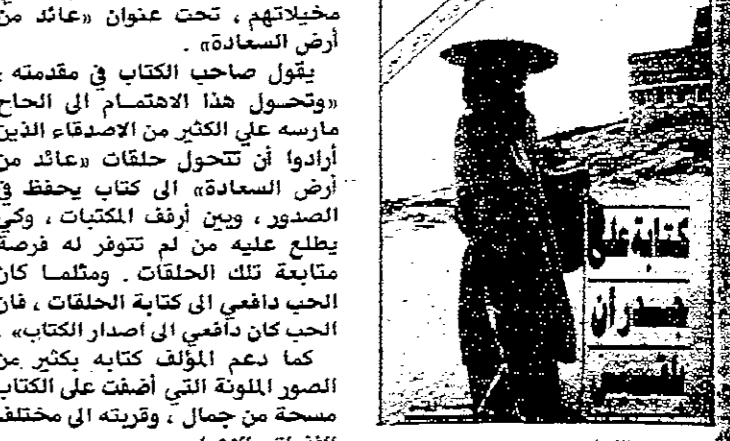 مخيلاتهم ، تحت عنوان «عائد من
أرض السعادة» .
يقول صاحب الكتاب في مقدمته :
«وتحول هذا الاهتمام الى الحاح
مارسه علي الكثير من الاصدقاء الذين
أرادوا أن تتحول حلقات «عائد من
أرض السعادة» الى كتاب يحفظ في
الصدور ، وبين أرفف المكتبات ، وكي
يطلع عليه من لم تتوفر له فرصة
متابعة تلك الحلقات . ومثلما كان
الحب دافعي الى كتابة الحلقات ، فان
الحب كان دافعي الى اصدار الكتاب» .
كما دعم المؤلف كتابه بكثير من
الصور الملونة التي أضفت على الكتاب
مسحة من جمال ، وقربته الى مختلف
كتابة على
جدران
بلقيس